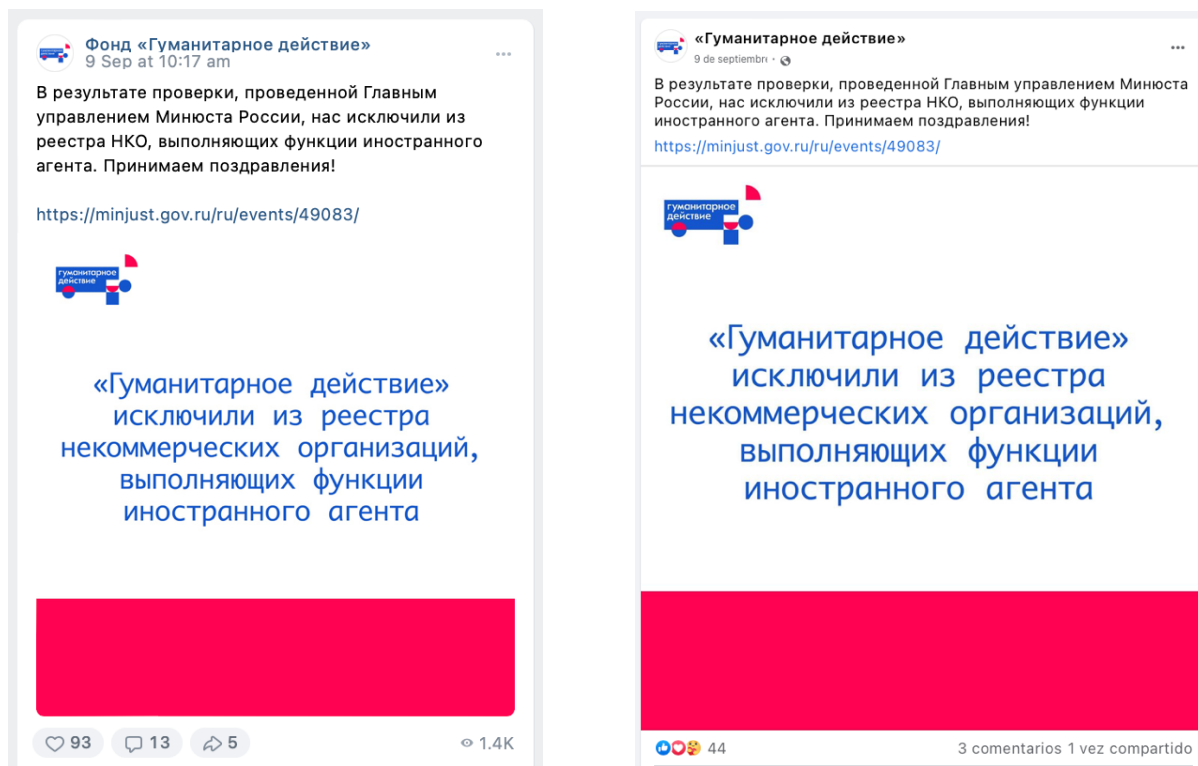 Фонд «Гуманитарное действие»
9 Sep at 10:17 am
В результате проверки, проведенной Главным
управлением Минюста России, нас исключили из
реестра НКО, выполняющих функции иностранного
агента. Принимаем поздравления!
https://minjust.gov.ru/ru/events/49083/
гуманитарное
действие
«Гуманитарное действие»
исключили из реестра
некоммерческих организаций,
выполняющих функции
иностранного агента
93 13 5 1.4K
«Гуманитарное действие»
9 de septiembre ·
В результате проверки, проведенной Главным управлением Минюста
России, нас исключили из реестра НКО, выполняющих функции
иностранного агента. Принимаем поздравления!
https://minjust.gov.ru/ru/events/49083/
гуманитарное
действие
«Гуманитарное действие»
исключили из реестра
некоммерческих организаций,
выполняющих функции
иностранного агента
44 3 comentarios 1 vez compartido